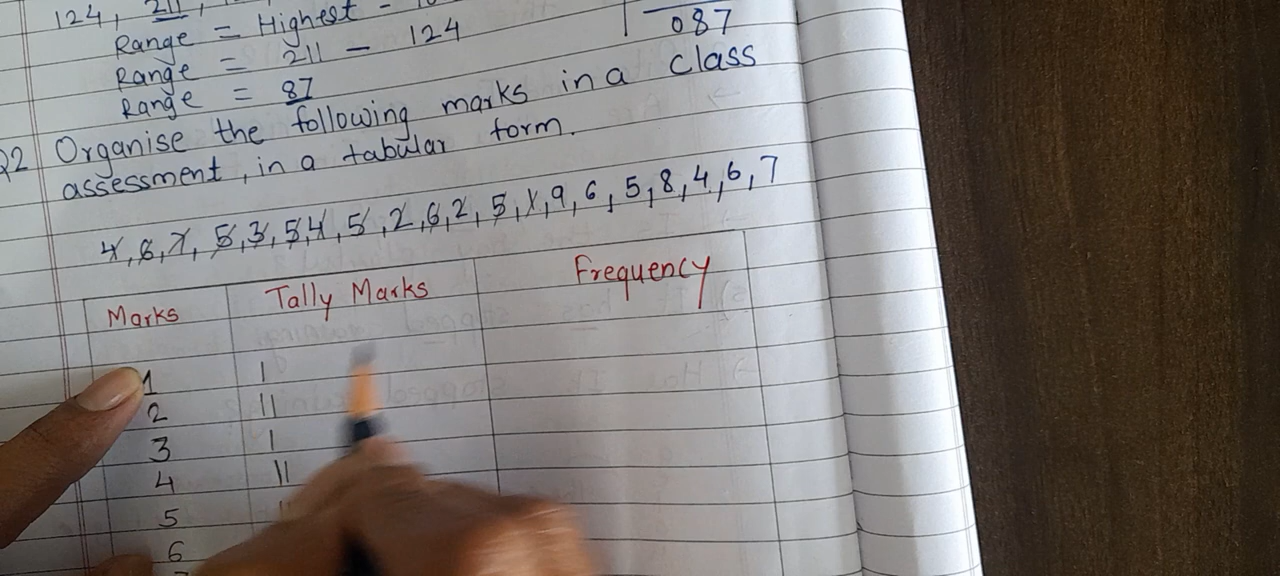 124, 211,
Range = Highest -
Range = 211 - 124
087
Range = 87
Q2 Organise the following marks in a class
assessment, in a tabular form.
4, 6, 7, 5, 3, 5, 4, 5, 2, 6, 2, 5, 1, 9, 6, 5, 8, 4, 6, 7
Marks Tally Marks Frequency
1 |
2 ||
3 |
4 ||
5
6